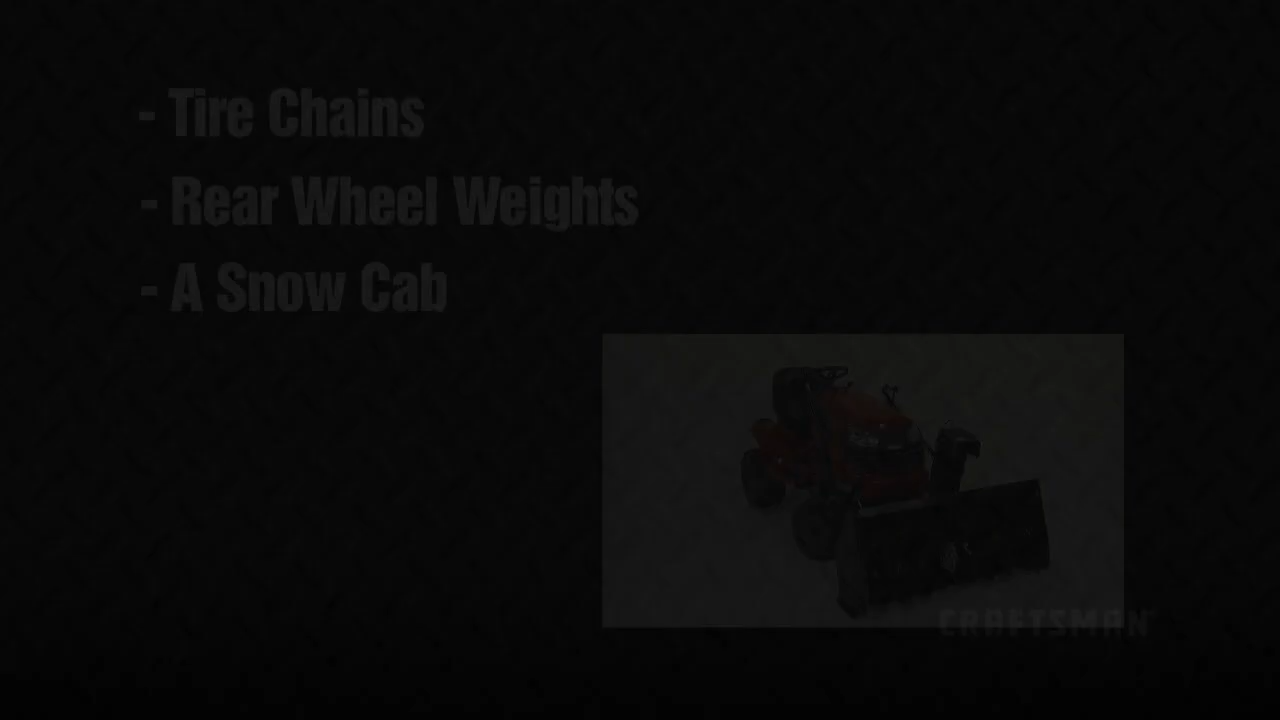 - Tire Chains
- Rear Wheel Weights
- A Snow Cab
CRAFTSMAN